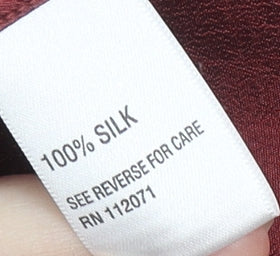 100% SILK
SEE REVERSE FOR CARE
RN 112071